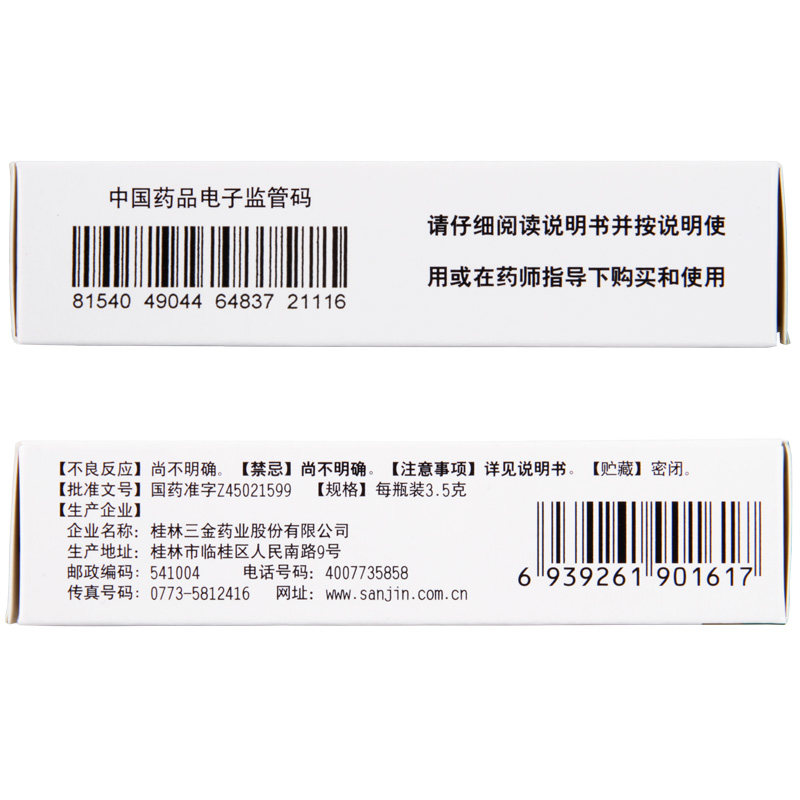 中国药品电子监管码
81540 49044 64837 21116
请仔细阅读说明书并按说明使
用或在药师指导下购买和使用
【不良反应】尚不明确。【禁忌】尚不明确。【注意事项】详见说明书。【贮藏】密闭。
【批准文号】国药准字Z45021599 【规格】每瓶装3.5克
【生产企业】
企业名称：桂林三金药业股份有限公司
生产地址：桂林市临桂区人民南路9号
邮政编码：541004 电话号码：4007735858
传真号码：0773-5812416 网址：www.sanjin.com.cn
6 939261 901617